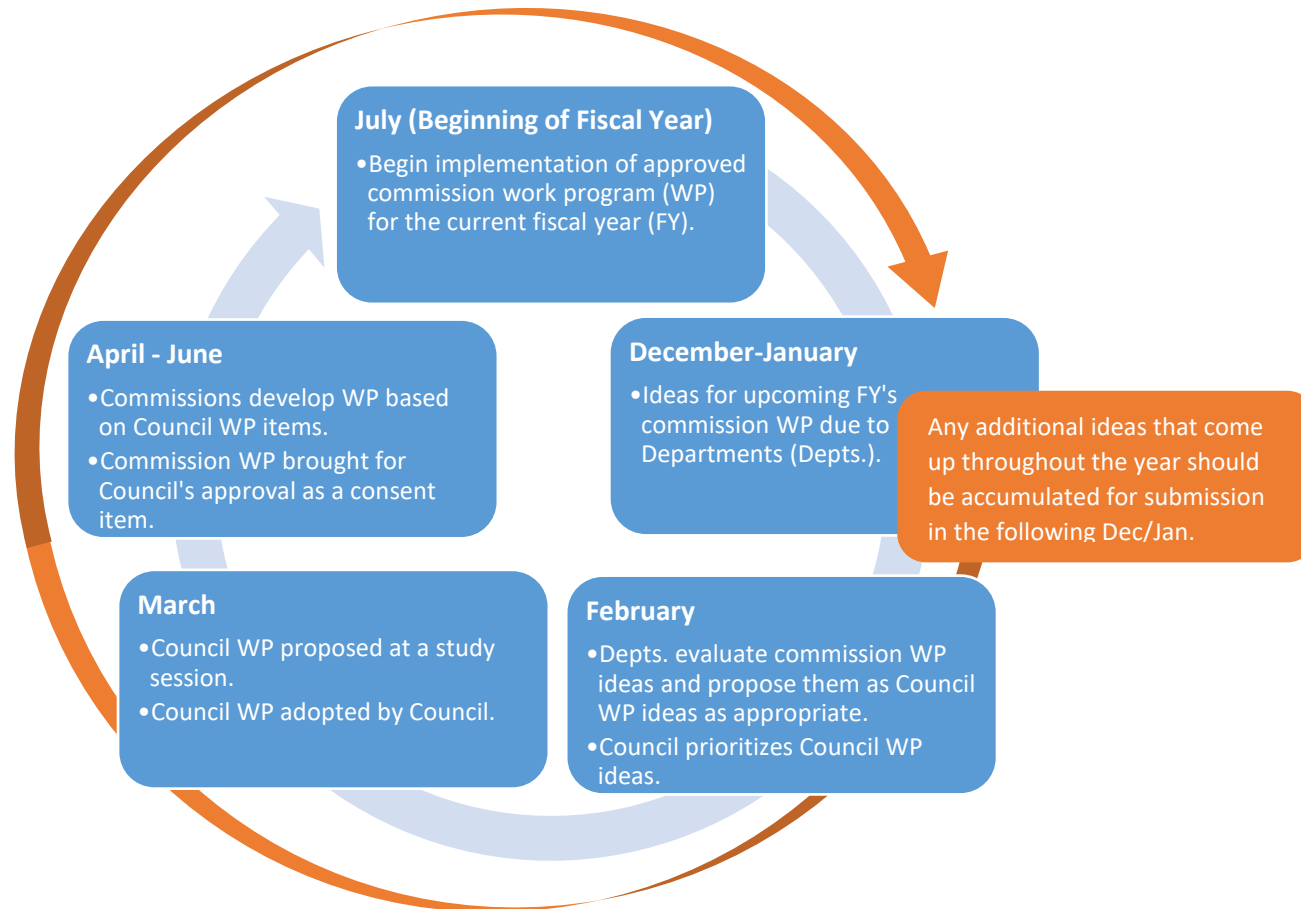 July (Beginning of Fiscal Year)
•Begin implementation of approved
commission work program (WP)
for the current fiscal year (FY).
December-January
•Ideas for upcoming FY's
commission WP due to
Departments (Depts.).
Any additional ideas that come
up throughout the year should
be accumulated for submission
in the following Dec/Jan.
February
•Depts. evaluate commission WP
ideas and propose them as Council
WP ideas as appropriate.
•Council prioritizes Council WP
ideas.
March
•Council WP proposed at a study
session.
•Council WP adopted by Council.
April - June
•Commissions develop WP based
on Council WP items.
•Commission WP brought for
Council's approval as a consent
item.